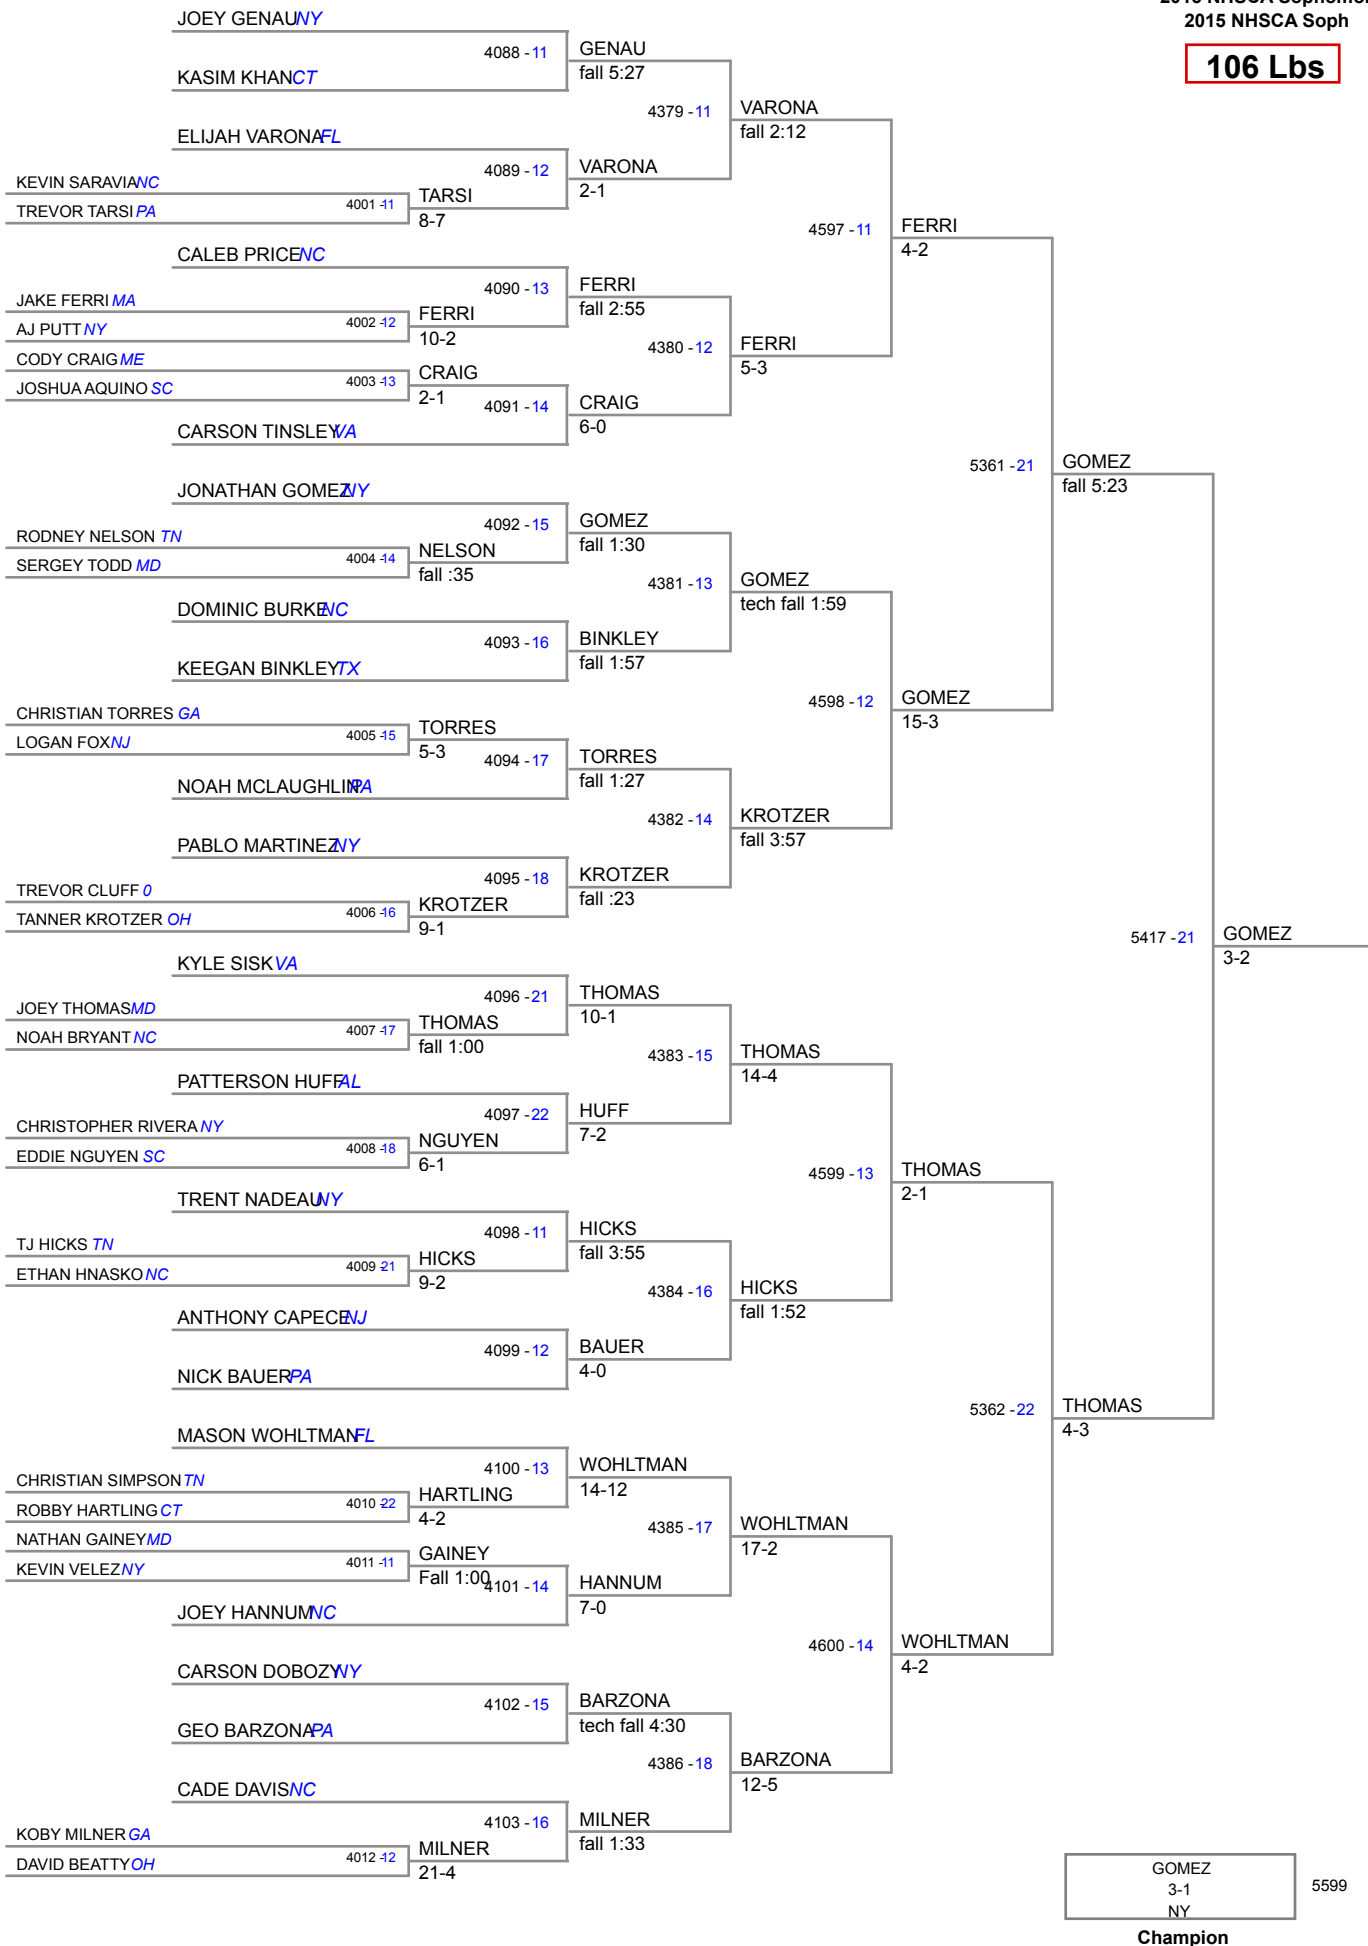 2015 NHSCA Soph
106 Lbs
JOEY GENAU NY
4088 - 11
GENAU
fall 5:27
KASIM KHAN CT
4379 - 11
VARONA
fall 2:12
ELIJAH VARONA FL
4089 - 12
VARONA
2-1
KEVIN SARAVIA NC
4001 -11
TARSI
8-7
TREVOR TARSI PA
4597 - 11
FERRI
4-2
CALEB PRICE NC
4090 - 13
FERRI
fall 2:55
JAKE FERRI MA
4002 -12
FERRI
10-2
AJ PUTT NY
4380 - 12
FERRI
5-3
CODY CRAIG ME
4003 -13
CRAIG
2-1
JOSHUA AQUINO SC
4091 - 14
CRAIG
6-0
CARSON TINSLEY VA
5361 - 21
GOMEZ
fall 5:23
JONATHAN GOMEZ NY
4092 - 15
GOMEZ
fall 1:30
RODNEY NELSON TN
4004 -14
NELSON
fall :35
SERGEY TODD MD
4381 - 13
GOMEZ
tech fall 1:59
DOMINIC BURKE NC
4093 - 16
BINKLEY
fall 1:57
KEEGAN BINKLEY TX
4598 - 12
GOMEZ
15-3
CHRISTIAN TORRES GA
4005 -15
TORRES
5-3
LOGAN FOX NJ
4094 - 17
TORRES
fall 1:27
NOAH MCLAUGHLIN PA
4382 - 14
KROTZER
fall 3:57
PABLO MARTINEZ NY
4095 - 18
KROTZER
fall :23
TREVOR CLUFF 0
4006 -16
KROTZER
9-1
TANNER KROTZER OH
5417 - 21
GOMEZ
3-2
KYLE SISK VA
4096 - 21
THOMAS
10-1
JOEY THOMAS MD
4007 -17
THOMAS
fall 1:00
NOAH BRYANT NC
4383 - 15
THOMAS
14-4
PATTERSON HUFF AL
4097 - 22
HUFF
7-2
CHRISTOPHER RIVERA NY
4008 -18
NGUYEN
6-1
EDDIE NGUYEN SC
4599 - 13
THOMAS
2-1
TRENT NADEAU NY
4098 - 11
HICKS
fall 3:55
TJ HICKS TN
4009 -21
HICKS
9-2
ETHAN HNASKO NC
4384 - 16
HICKS
fall 1:52
ANTHONY CAPECE NJ
4099 - 12
BAUER
4-0
NICK BAUER PA
5362 - 22
THOMAS
4-3
MASON WOHLTMAN FL
4100 - 13
WOHLTMAN
14-12
CHRISTIAN SIMPSON TN
4010 -22
HARTLING
4-2
ROBBY HARTLING CT
4385 - 17
WOHLTMAN
17-2
NATHAN GAINEY MD
4011 -11
GAINEY
Fall 1:00
KEVIN VELEZ NY
4101 - 14
HANNUM
7-0
JOEY HANNUM NC
4600 - 14
WOHLTMAN
4-2
CARSON DOBOZY NY
4102 - 15
BARZONA
tech fall 4:30
GEO BARZONA PA
4386 - 18
BARZONA
12-5
CADE DAVIS NC
4103 - 16
MILNER
fall 1:33
KOBY MILNER GA
4012 -12
MILNER
21-4
DAVID BEATTY OH
GOMEZ
3-1
NY
5599
Champion